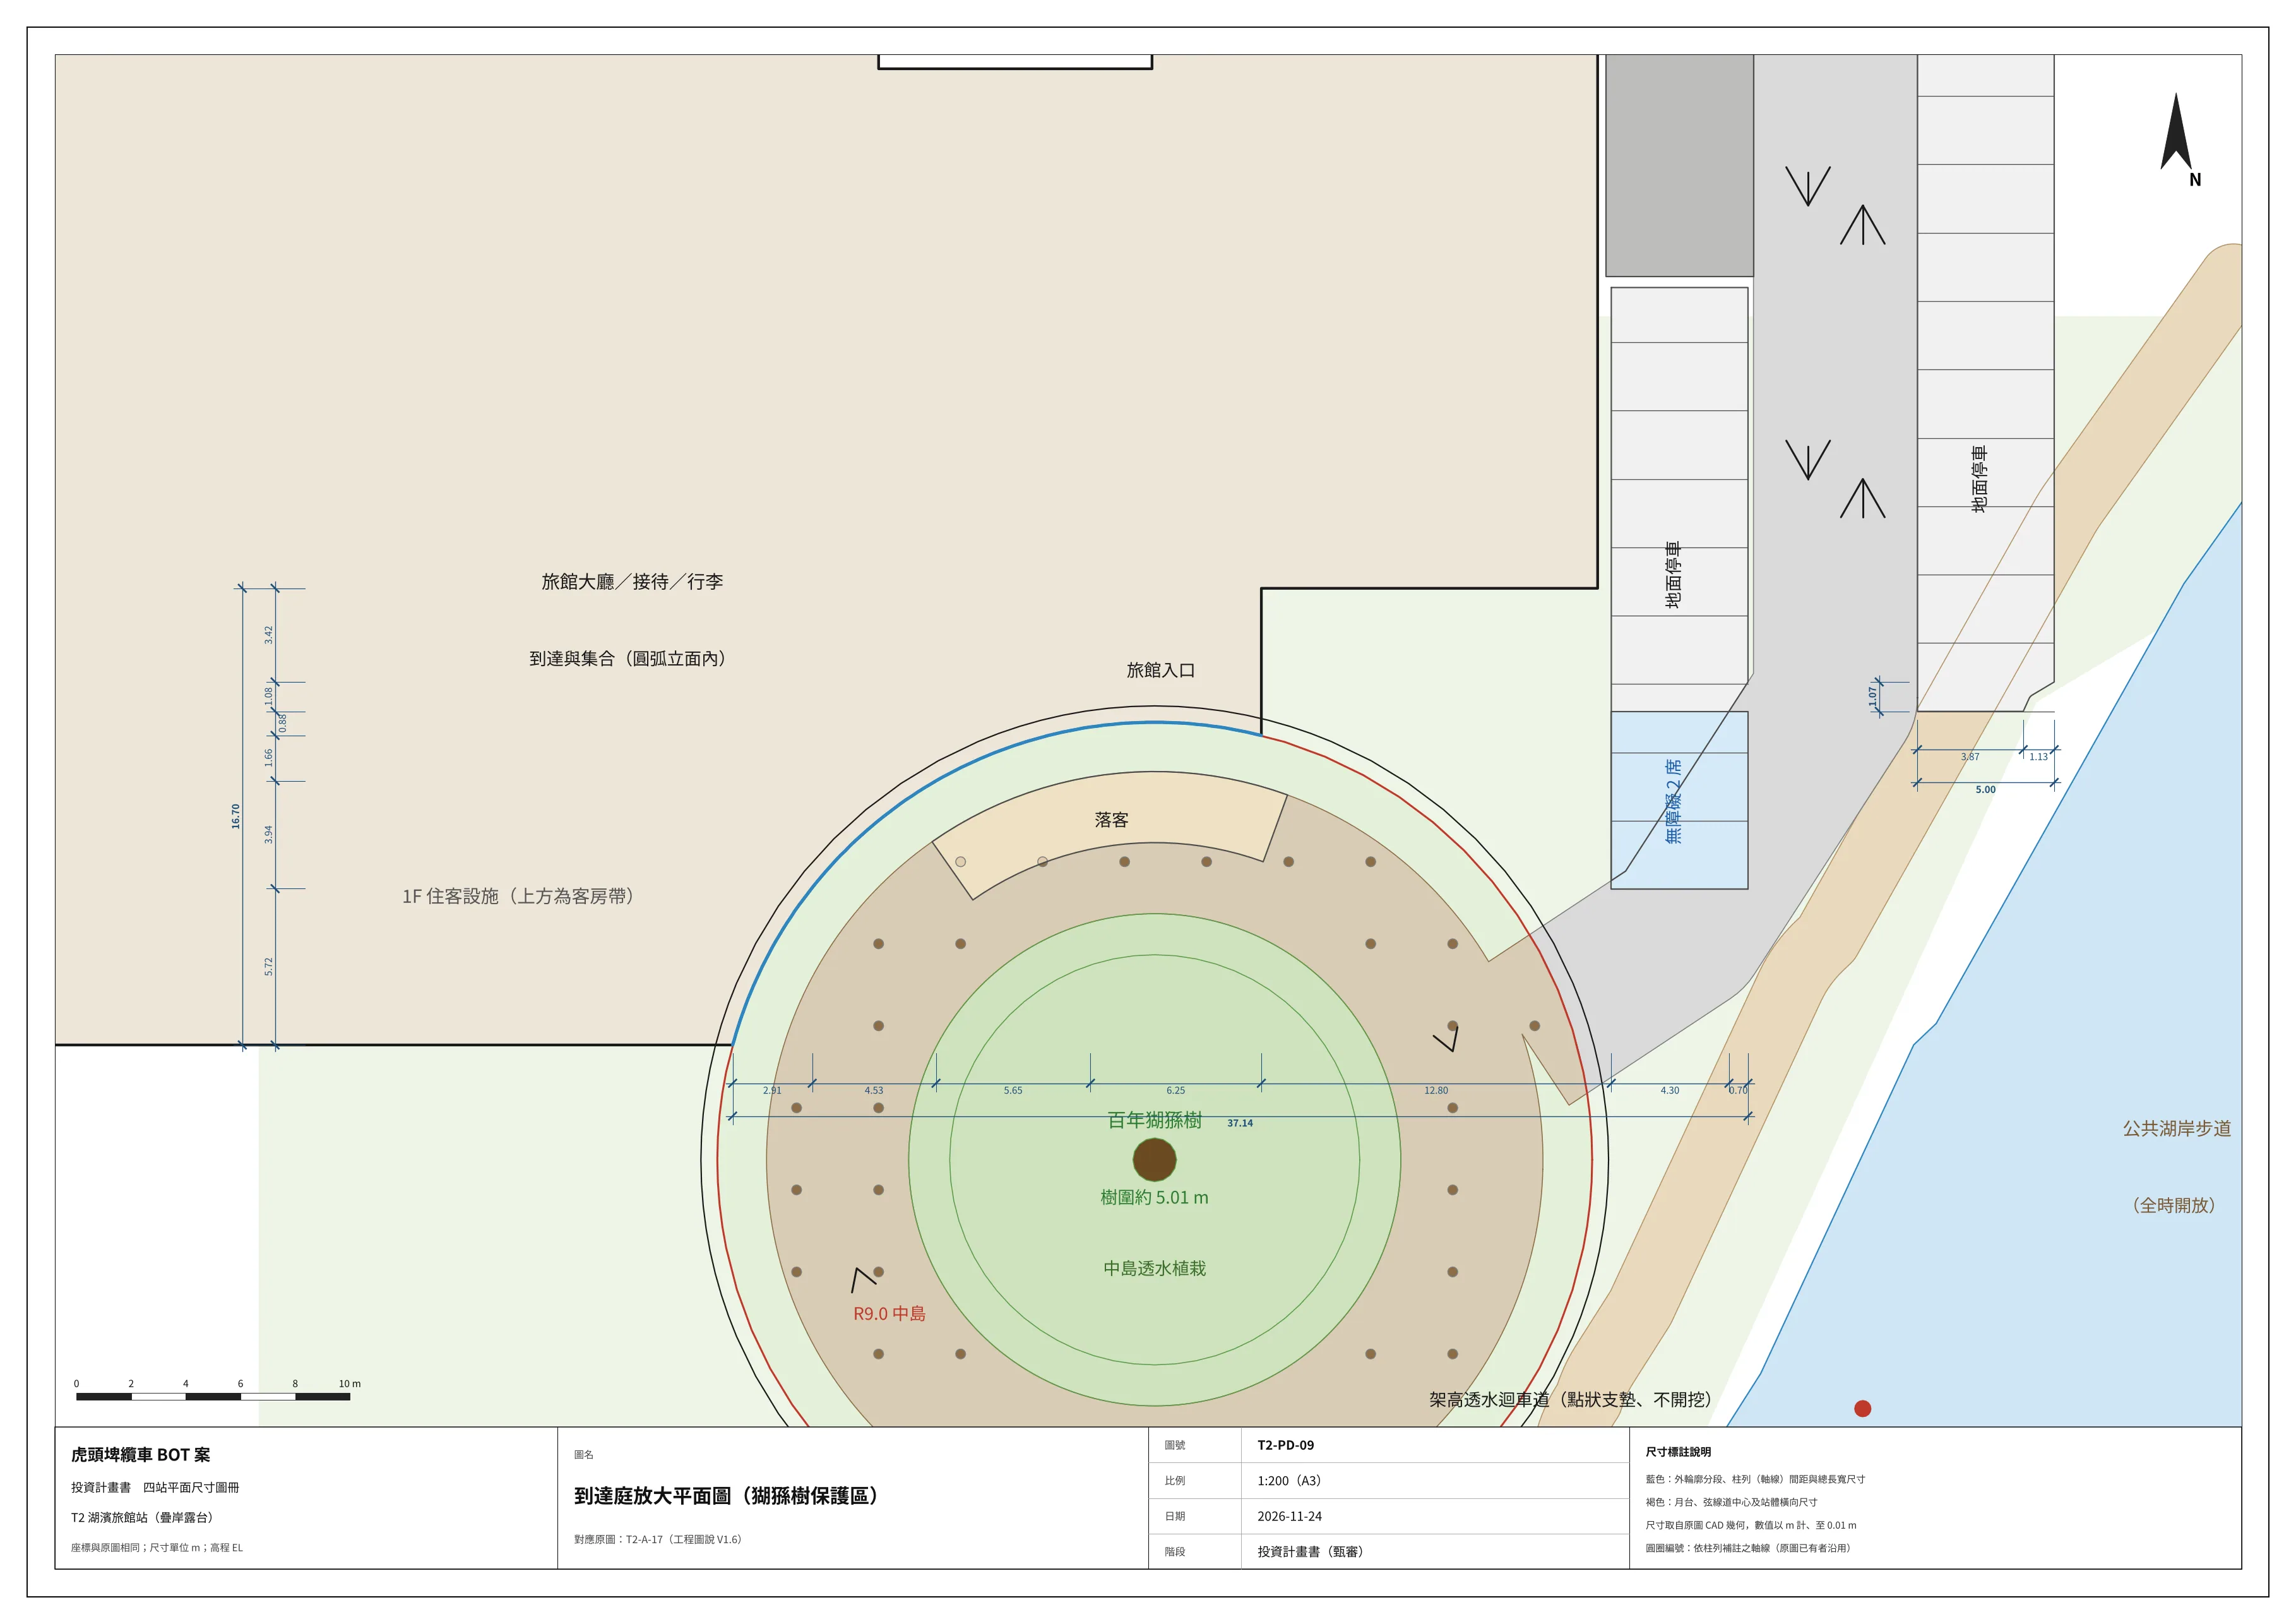 N
地面停車
地面停車
旅館大廳／接待／行李
到達與集合（圓弧立面內）
旅館入口
3.42
1.08
0.88
1.66
3.94
5.72
16.70
1.07
3.87
1.13
5.00
無障礙 2 席
落客
1F 住客設施（上方為客房帶）
2.91
4.53
5.65
6.25
12.80
4.30
0.70
37.14
百年猢猻樹
樹圍約 5.01 m
中島透水植栽
R9.0 中島
公共湖岸步道
（全時開放）
架高透水迴車道（點狀支墊、不開挖）
0 2 4 6 8 10 m
虎頭埤纜車 BOT 案
投資計畫書　四站平面尺寸圖冊
T2 湖濱旅館站（疊岸露台）
座標與原圖相同；尺寸單位 m；高程 EL
圖名
到達庭放大平面圖（猢猻樹保護區）
對應原圖：T2-A-17（工程圖說 V1.6）
圖號 T2-PD-09
比例 1:200（A3）
日期 2026-11-24
階段 投資計畫書（甄審）
尺寸標註說明
藍色：外輪廓分段、柱列（軸線）間距與總長寬尺寸
褐色：月台、弦線道中心及站體橫向尺寸
尺寸取自原圖 CAD 幾何，數值以 m 計、至 0.01 m
圓圈編號：依柱列補註之軸線（原圖已有者沿用）